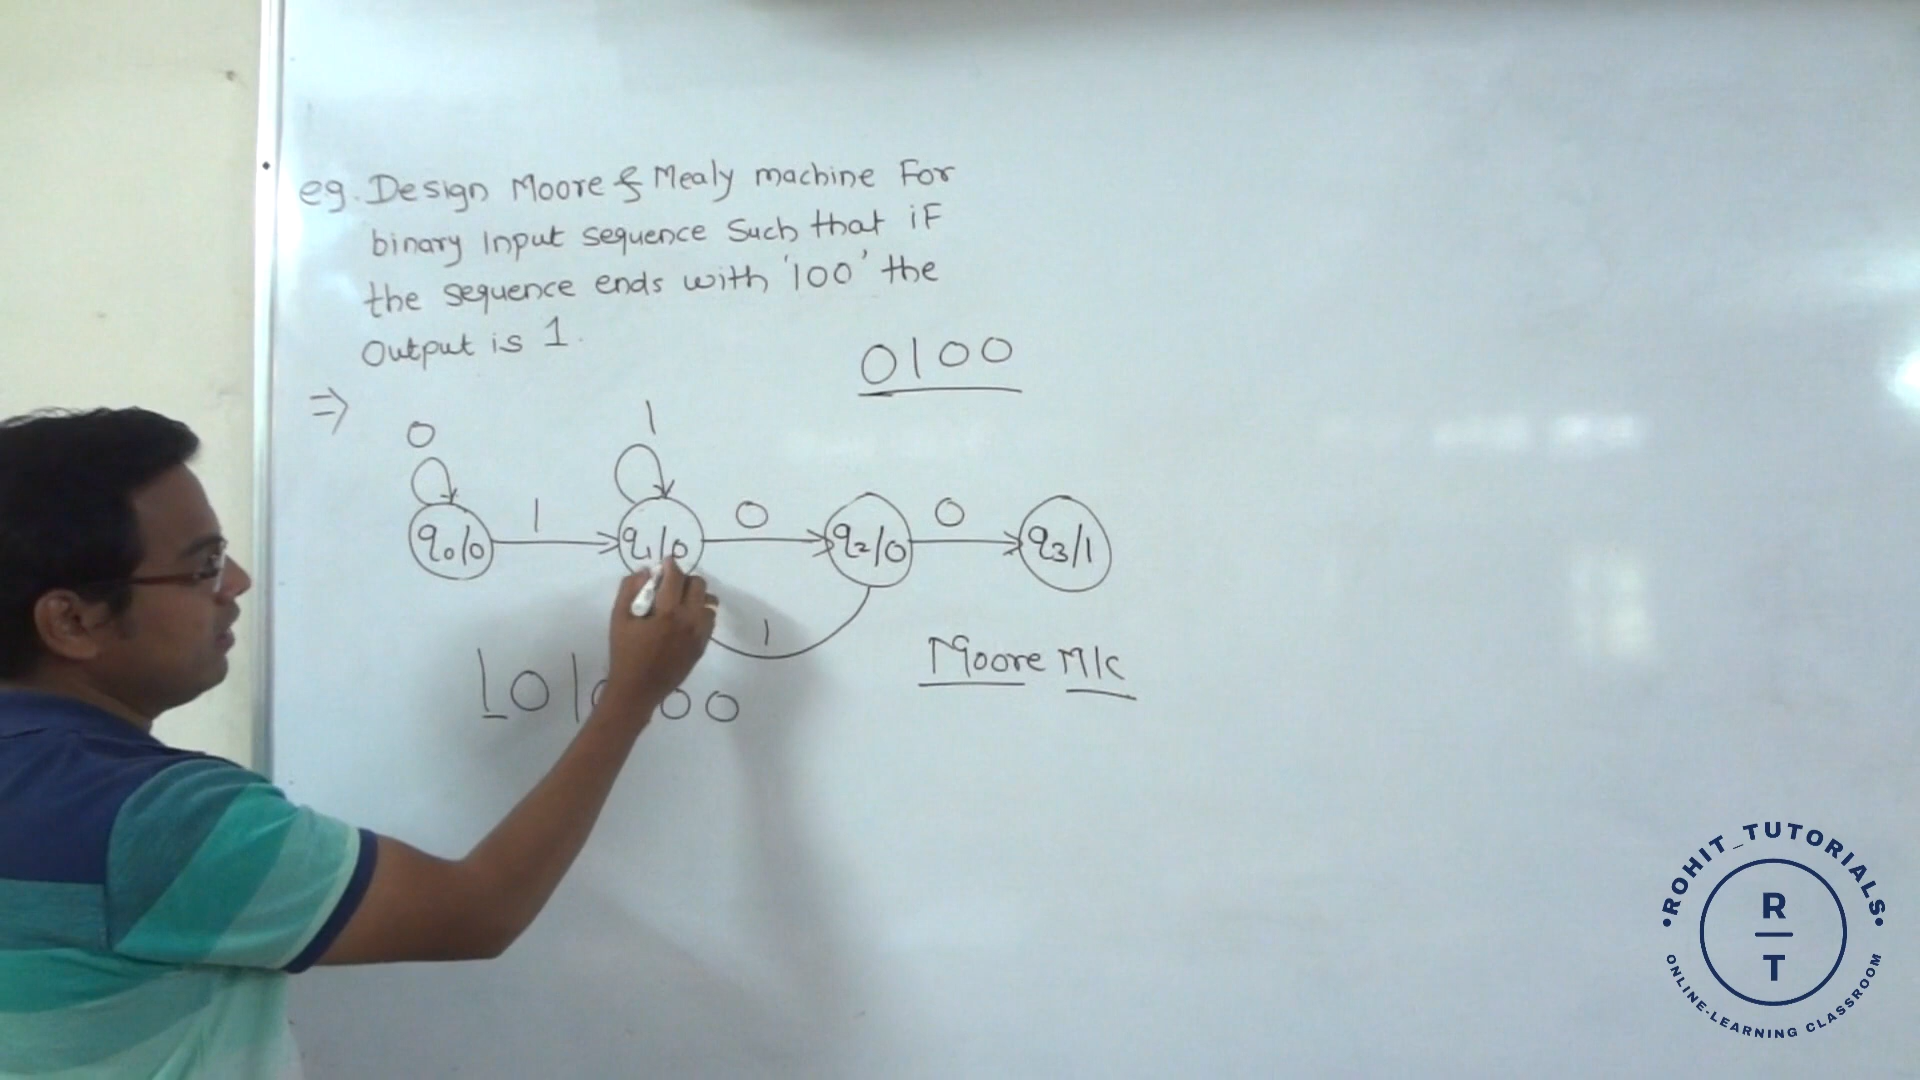 eg. Design Moore & Mealy machine For
binary Input sequence Such that iF
the sequence ends with '100' the
Output is 1.
0100
⇒
0 1
q0/0 1 q1/0 0 q2/0 0 q3/1
1
Moore M/c
101 00
ROHIT_TUTORIALS
R
T
ONLINE-LEARNING CLASSROOM